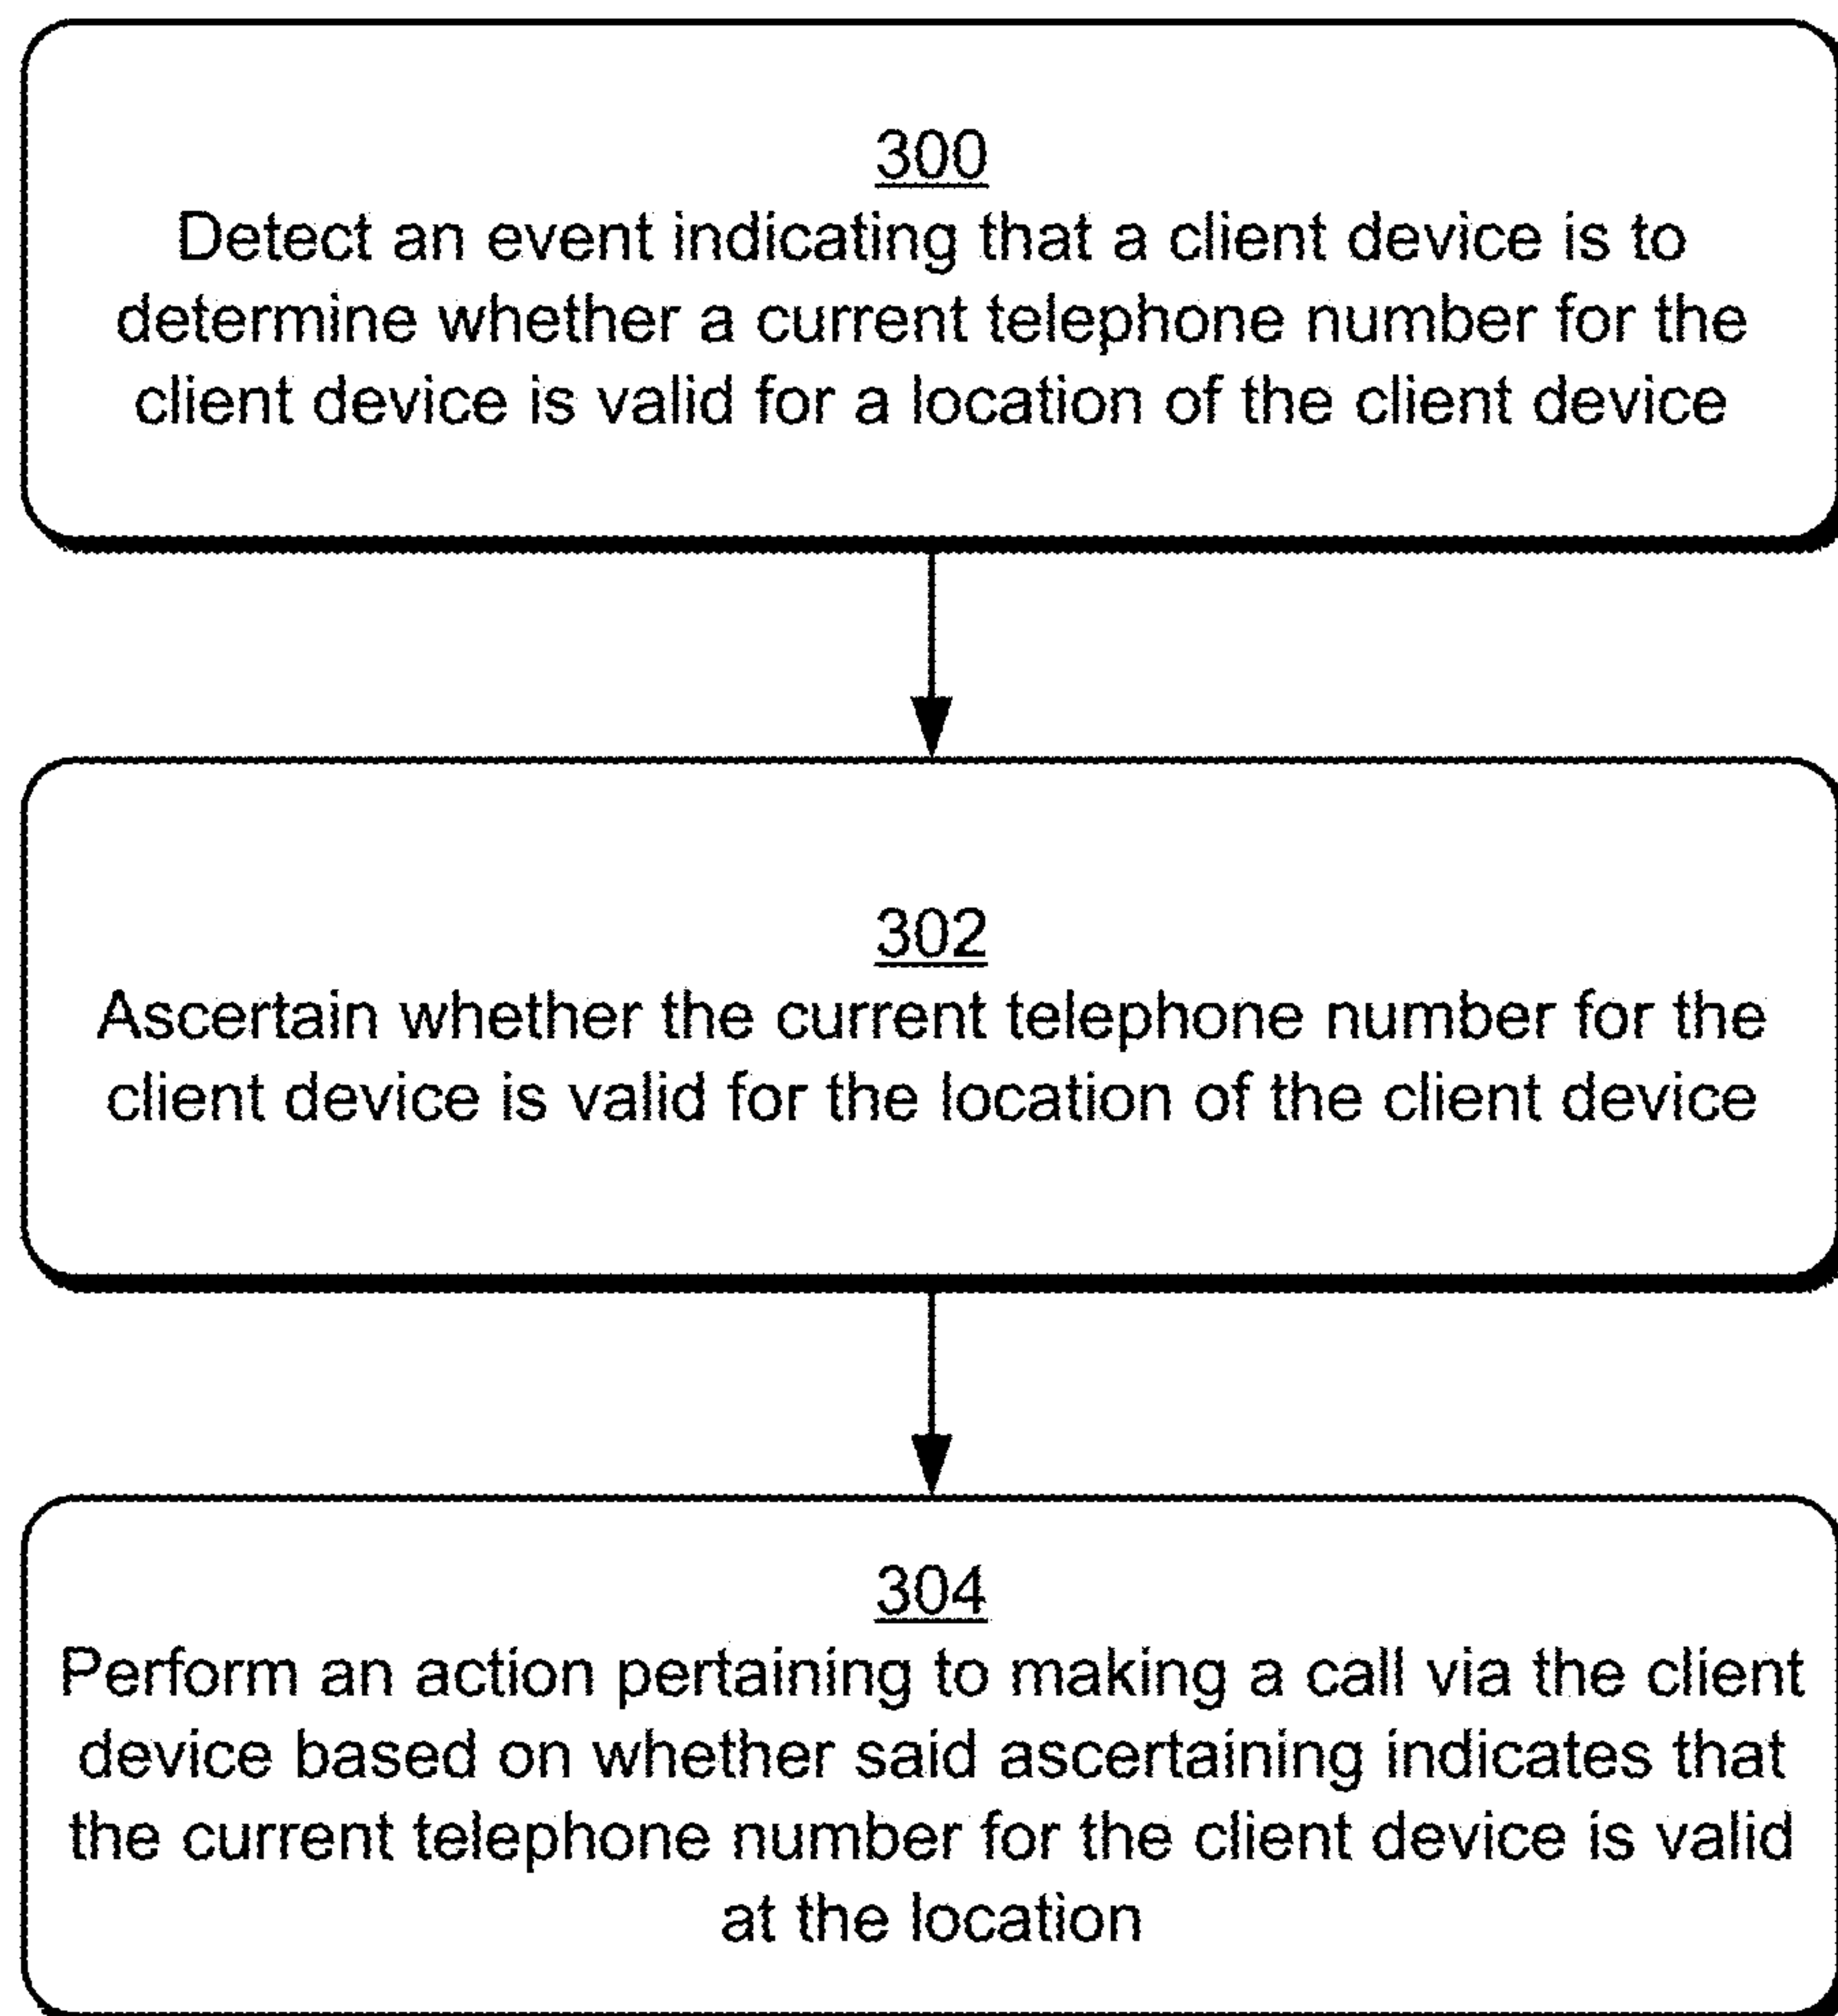 300
Detect an event indicating that a client device is to
determine whether a current telephone number for the
client device is valid for a location of the client device
302
Ascertain whether the current telephone number for the
client device is valid for the location of the client device
304
Perform an action pertaining to making a call via the client
device based on whether said ascertaining indicates that
the current telephone number for the client device is valid
at the location